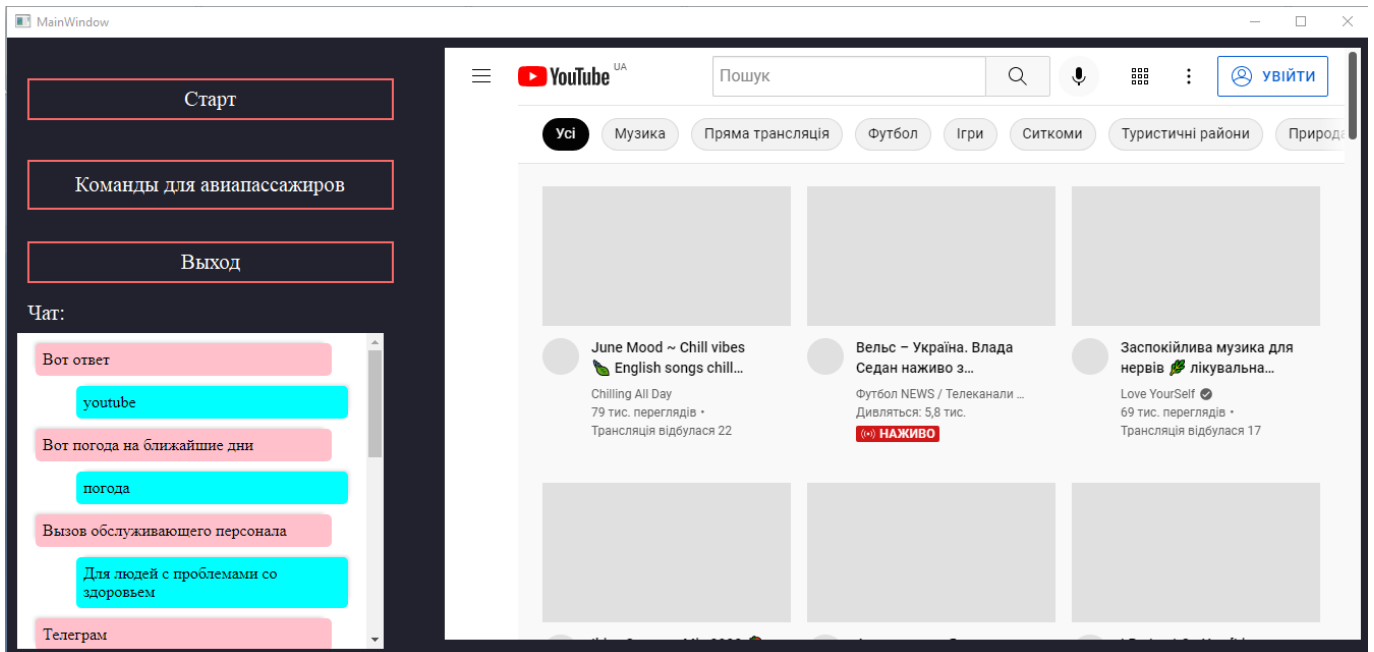 MainWindow
Старт
Команды для авиапассажиров
Выход
Чат:
Вот ответ
youtube
Вот погода на ближайшие дни
погода
Вызов обслуживающего персонала
Для людей с проблемами со
здоровьем
Телеграм
YouTube UA
Пошук
УВІЙТИ
Усі Музика Пряма трансляція Футбол Ігри Ситкоми Туристичні райони Природа
June Mood ~ Chill vibes
English songs chill...
Chilling All Day
79 тис. переглядів •
Трансляція відбулася 22
Вельс – Україна. Влада
Седан наживо з...
Футбол NEWS / Телеканали ...
Дивляться: 5,8 тис.
НАЖИВО
Заспокійлива музика для
нервів лікувальна...
Love YourSelf
69 тис. переглядів •
Трансляція відбулася 17